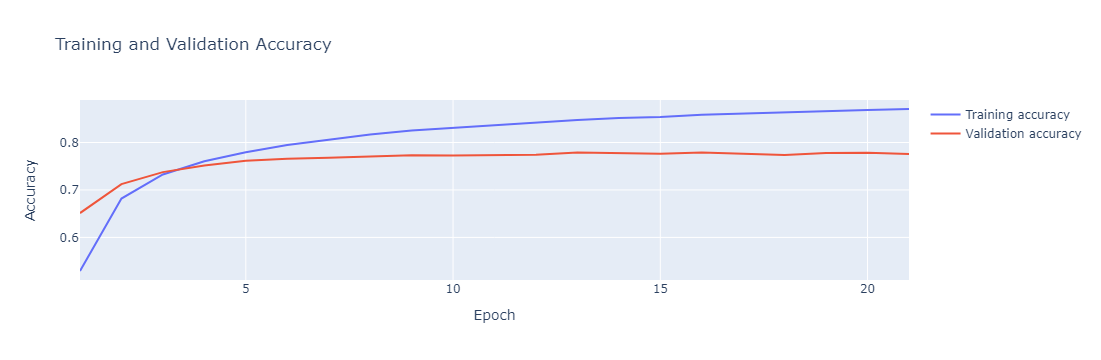 Training and Validation Accuracy
Training accuracy
Validation accuracy
0.8
0.7
0.6
Accuracy
5
10
15
20
Epoch